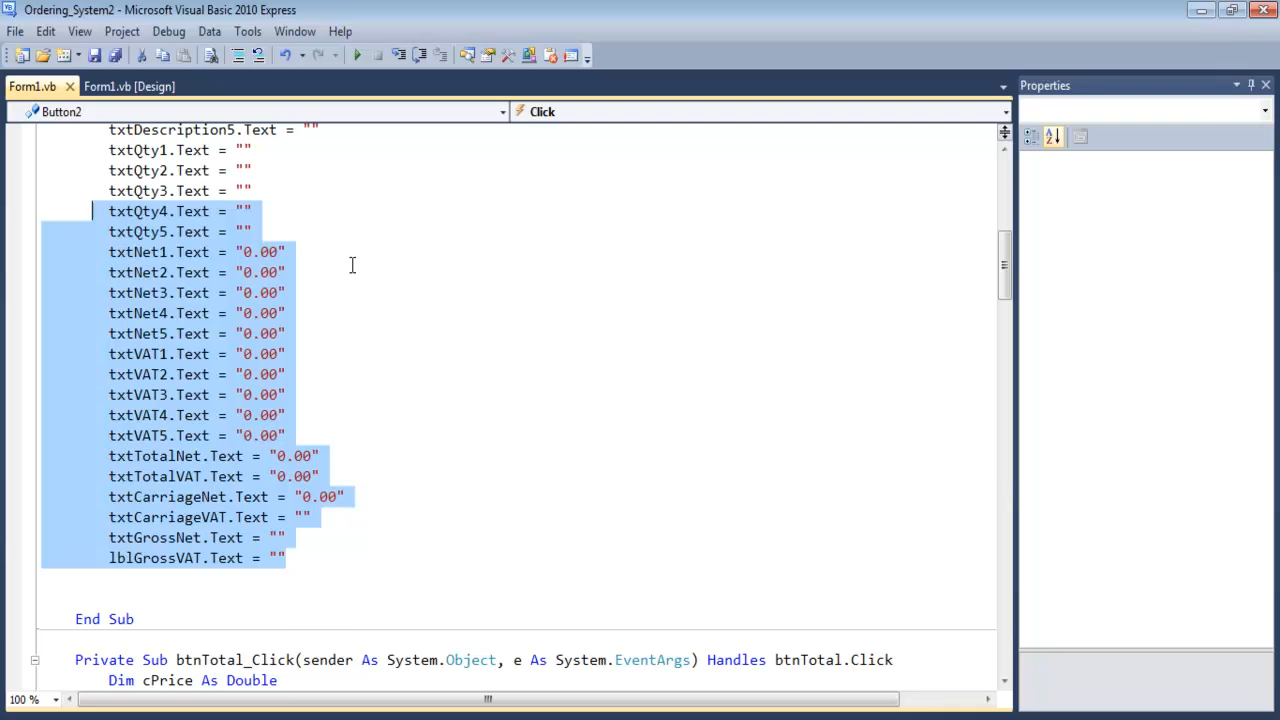 Ordering_System2 - Microsoft Visual Basic 2010 Express
File Edit View Project Debug Data Tools Window Help
Form1.vb Form1.vb [Design]
Properties
Button2
Click
txtDescription5.Text = ""
txtQty1.Text = ""
txtQty2.Text = ""
txtQty3.Text = ""
txtQty4.Text = ""
txtQty5.Text = ""
txtNet1.Text = "0.00"
txtNet2.Text = "0.00"
txtNet3.Text = "0.00"
txtNet4.Text = "0.00"
txtNet5.Text = "0.00"
txtVAT1.Text = "0.00"
txtVAT2.Text = "0.00"
txtVAT3.Text = "0.00"
txtVAT4.Text = "0.00"
txtVAT5.Text = "0.00"
txtTotalNet.Text = "0.00"
txtTotalVAT.Text = "0.00"
txtCarriageNet.Text = "0.00"
txtCarriageVAT.Text = ""
txtGrossNet.Text = ""
lblGrossVAT.Text = ""
End Sub
Private Sub btnTotal_Click(sender As System.Object, e As System.EventArgs) Handles btnTotal.Click
Dim cPrice As Double
100 %